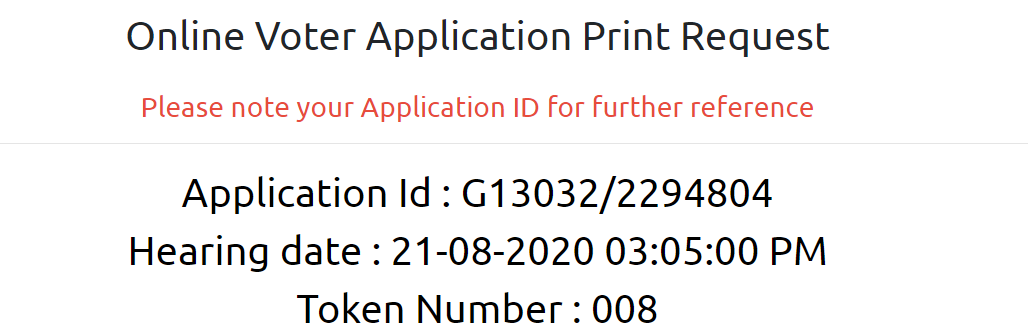 Online Voter Application Print Request
Please note your Application ID for further reference
Application Id : G13032/2294804
Hearing date : 21-08-2020 03:05:00 PM
Token Number : 008